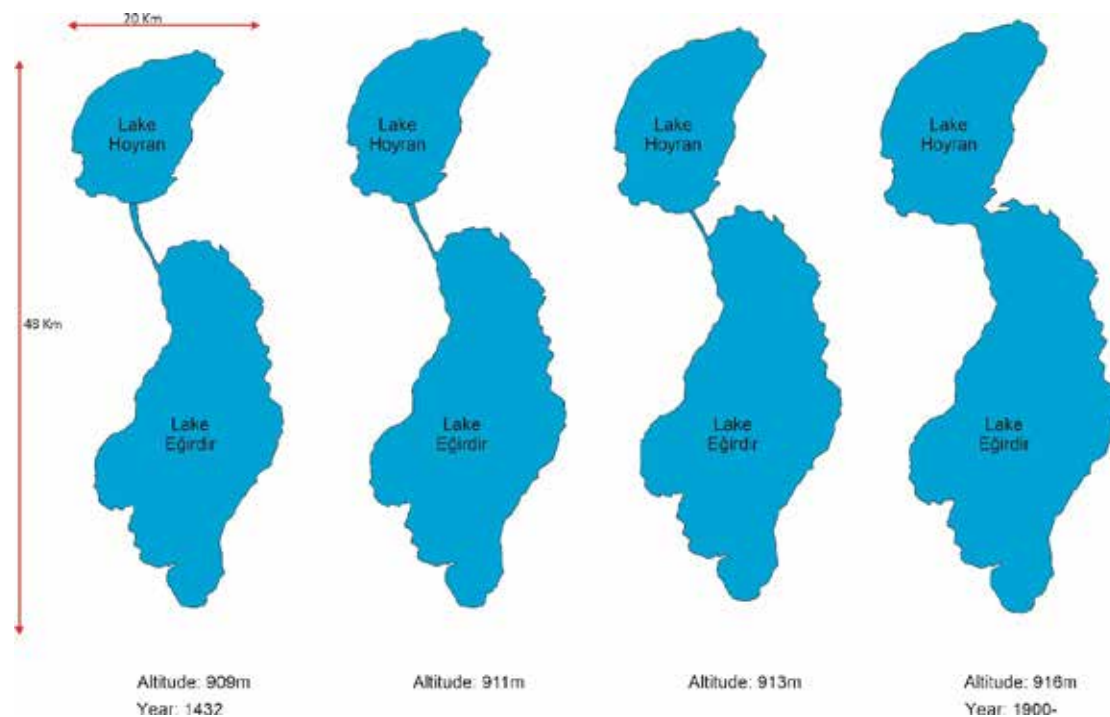 20 Km
48 Km
Lake
Hoyran
Lake
Hoyran
Lake
Hoyran
Lake
Hoyran
Lake
Eğirdir
Lake
Eğirdir
Lake
Eğirdir
Lake
Eğirdir
Altitude: 909m
Year: 1432
Altitude: 911m
Altitude: 913m
Altitude: 916m
Year: 1900-